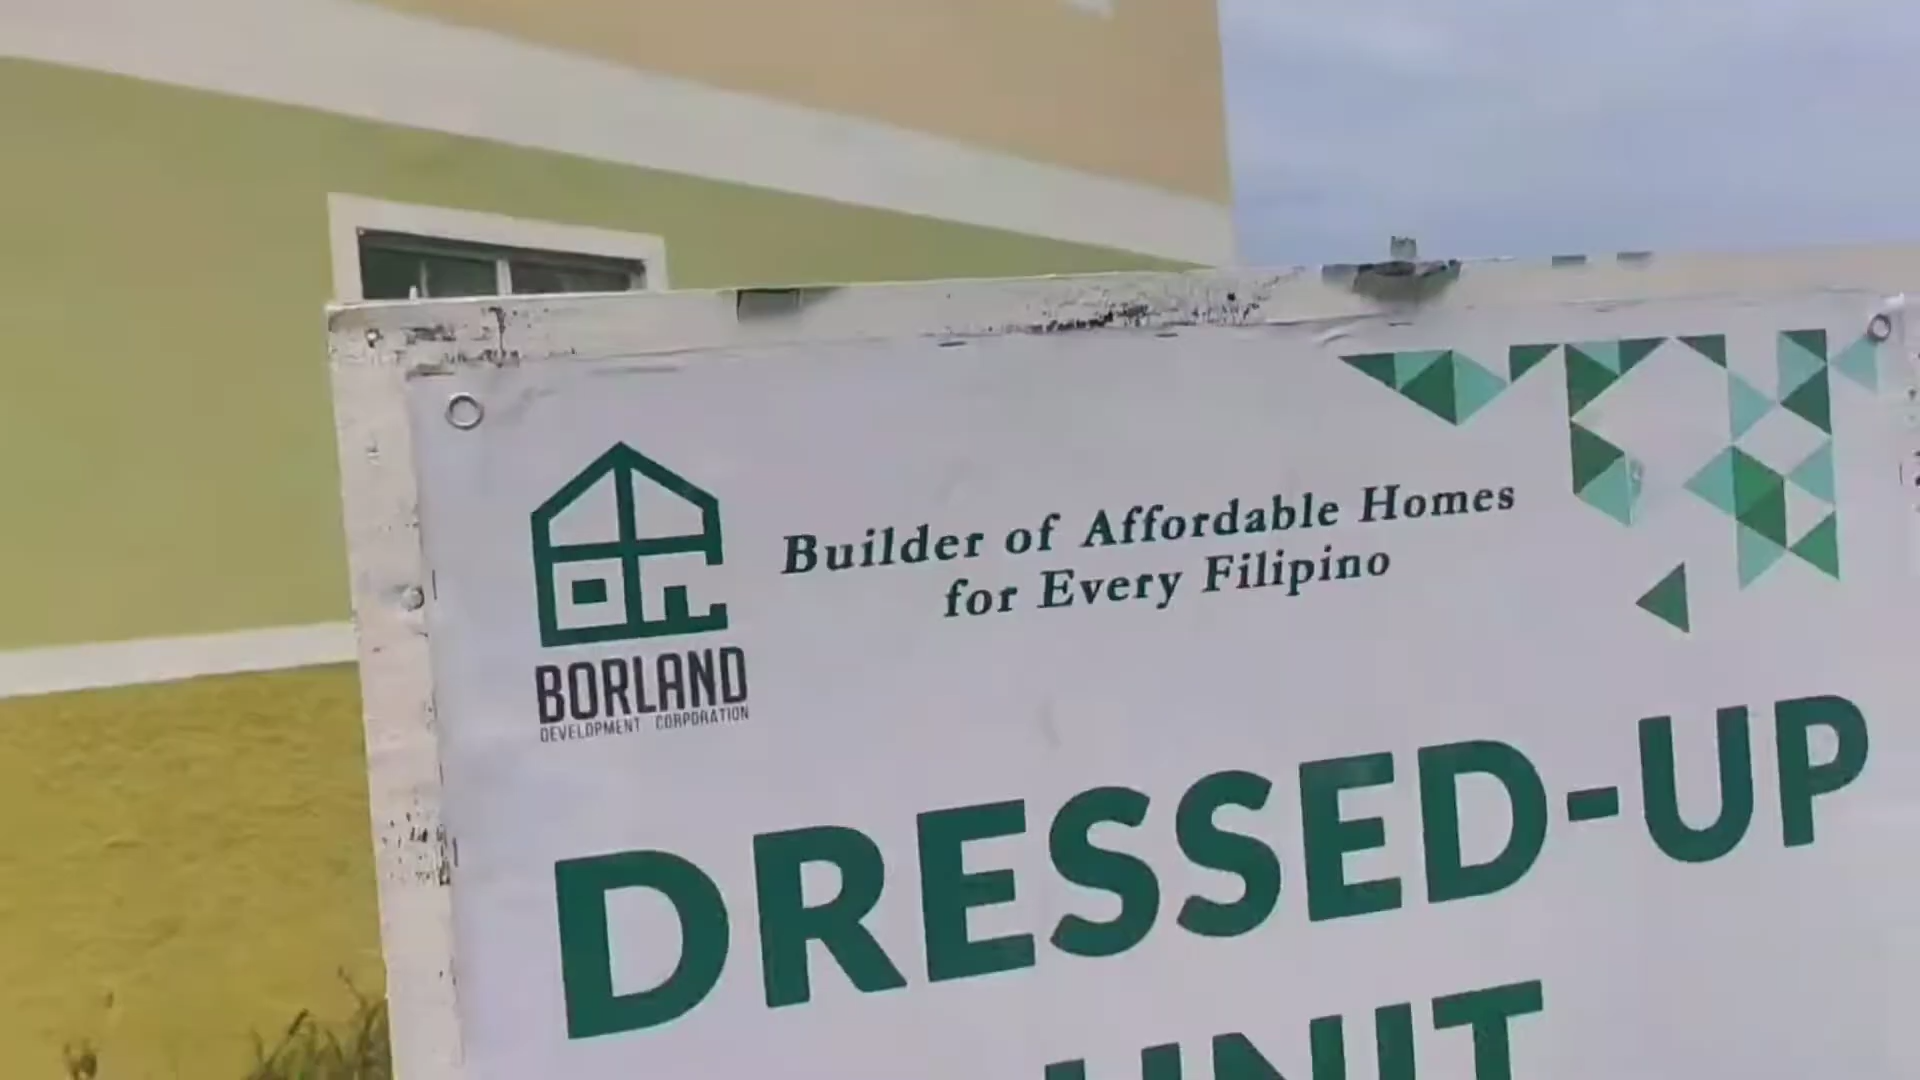 Builder of Affordable Homes
for Every Filipino
BORLAND
DEVELOPMENT CORPORATION
DRESSED-UP
UNIT